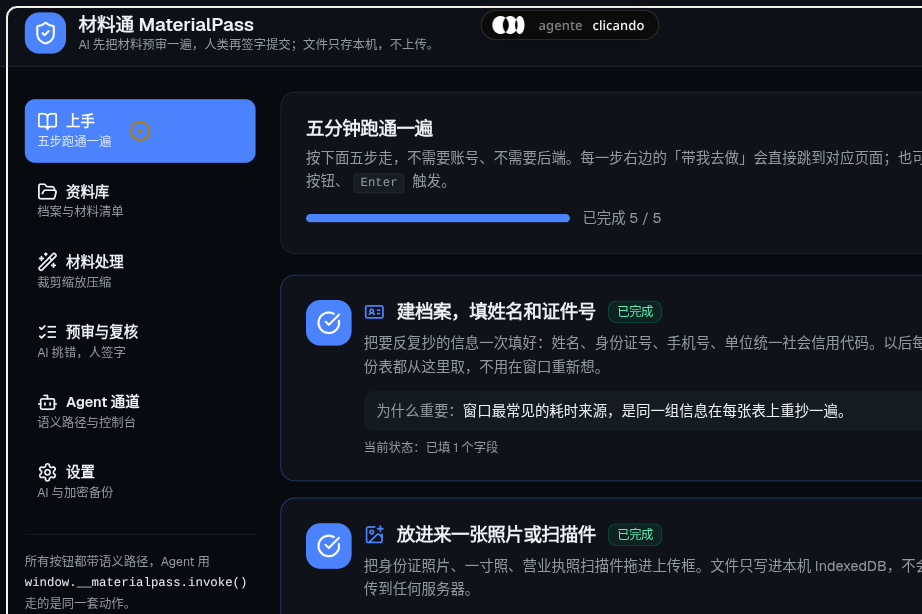 材料通 MaterialPass
AI 先把材料预审一遍，人类再签字提交；文件只存本机，不上传。
agente clicando
上手
五步跑通一遍
资料库
档案与材料清单
材料处理
裁剪缩放压缩
预审与复核
AI 挑错，人签字
Agent 通道
语义路径与控制台
设置
AI 与加密备份
所有按钮都带语义路径，Agent 用
window.__materialpass.invoke()
走的是同一套动作。
五分钟跑通一遍
按下面五步走，不需要账号、不需要后端。每一步右边的「带我去做」会直接跳到对应页面；也可
按钮、 Enter 触发。
已完成 5 / 5
建档案，填姓名和证件号 已完成
把要反复抄的信息一次填好：姓名、身份证号、手机号、单位统一社会信用代码。以后每
份表都从这里取，不用在窗口重新想。
为什么重要：窗口最常见的耗时来源，是同一组信息在每张表上重抄一遍。
当前状态：已填 1 个字段
放进来一张照片或扫描件 已完成
把身份证照片、一寸照、营业执照扫描件拖进上传框。文件只写进本机 IndexedDB，不会
传到任何服务器。